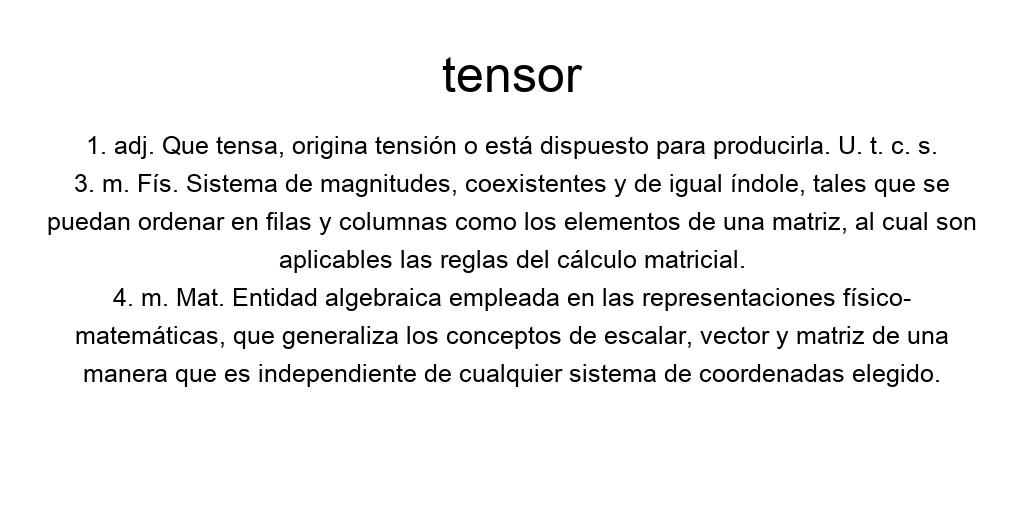 tensor
1. adj. Que tensa, origina tensión o está dispuesto para producirla. U. t. c. s.
3. m. Fís. Sistema de magnitudes, coexistentes y de igual índole, tales que se
puedan ordenar en filas y columnas como los elementos de una matriz, al cual son
aplicables las reglas del cálculo matricial.
4. m. Mat. Entidad algebraica empleada en las representaciones físico-
matemáticas, que generaliza los conceptos de escalar, vector y matriz de una
manera que es independiente de cualquier sistema de coordenadas elegido.